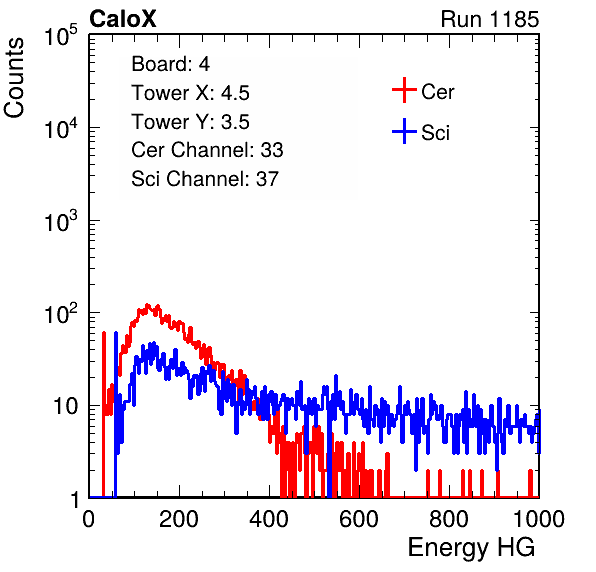 CaloX Run 1185
Counts
Board: 4
Tower X: 4.5
Tower Y: 3.5
Cer Channel: 33
Sci Channel: 37
Cer
Sci
10^5
10^4
10^3
10^2
10
1
0 200 400 600 800 1000
Energy HG